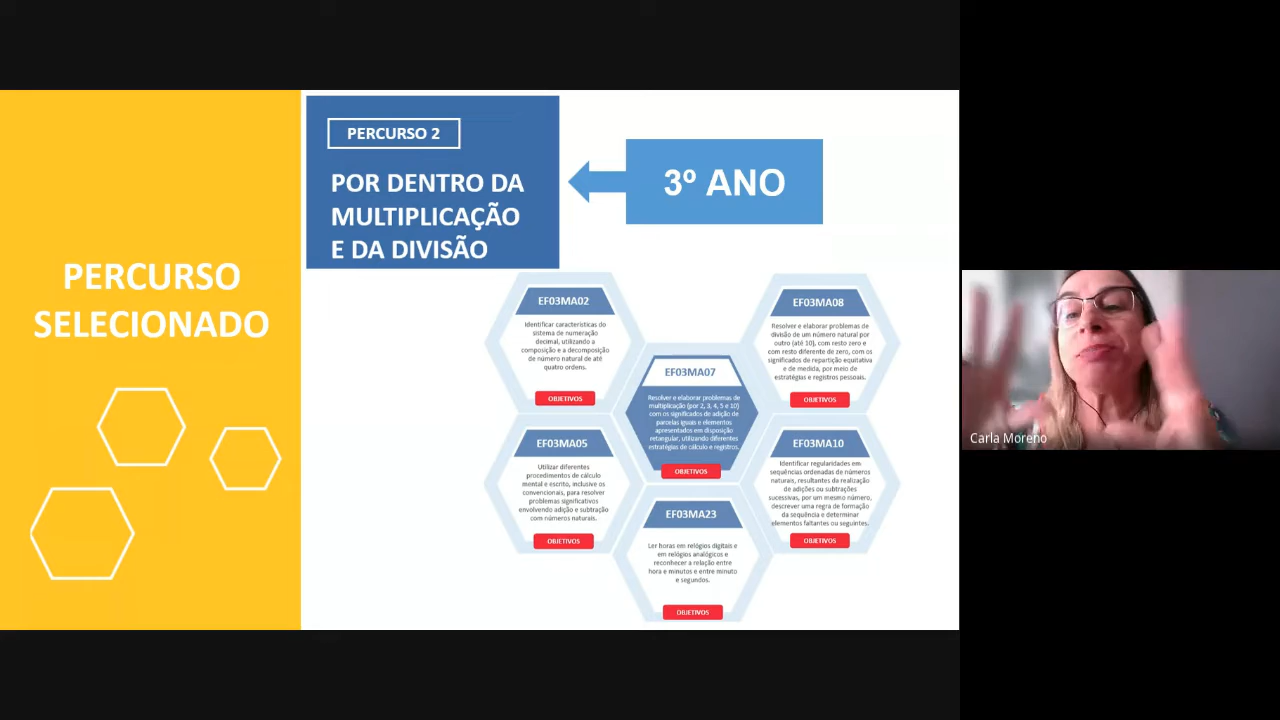 PERCURSO
SELECIONADO
PERCURSO 2
POR DENTRO DA
MULTIPLICAÇÃO
E DA DIVISÃO
3º ANO
EF03MA02
Identificar características do
sistema de numeração
decimal, utilizando a
composição e a decomposição
de número natural de até
quatro ordens.
OBJETIVOS
EF03MA08
Resolver e elaborar problemas de
divisão de um número natural por
outro (até 10), com resto zero e
com resto diferente de zero, com os
significados de repartição equitativa
e de medida, por meio de
estratégias e registros pessoais.
OBJETIVOS
EF03MA07
Resolver e elaborar problemas de
multiplicação (por 2, 3, 4, 5 e 10)
com os significados de adição de
parcelas iguais e elementos
apresentados em disposição
retangular, utilizando diferentes
estratégias de cálculo e registros.
OBJETIVOS
EF03MA05
Utilizar diferentes
procedimentos de cálculo
mental e escrito, inclusive os
convencionais, para resolver
problemas significativos
envolvendo adição e subtração
com números naturais.
OBJETIVOS
EF03MA10
Identificar regularidades em
sequências ordenadas de números
naturais, resultantes da realização
de adições ou subtrações
sucessivas, por um mesmo número,
descrever uma regra de formação
da sequência e determinar
elementos faltantes ou seguintes.
OBJETIVOS
EF03MA23
Ler horas em relógios digitais e
em relógios analógicos e
reconhecer a relação entre
hora e minutos e entre minuto
e segundos.
OBJETIVOS
Carla Moreno